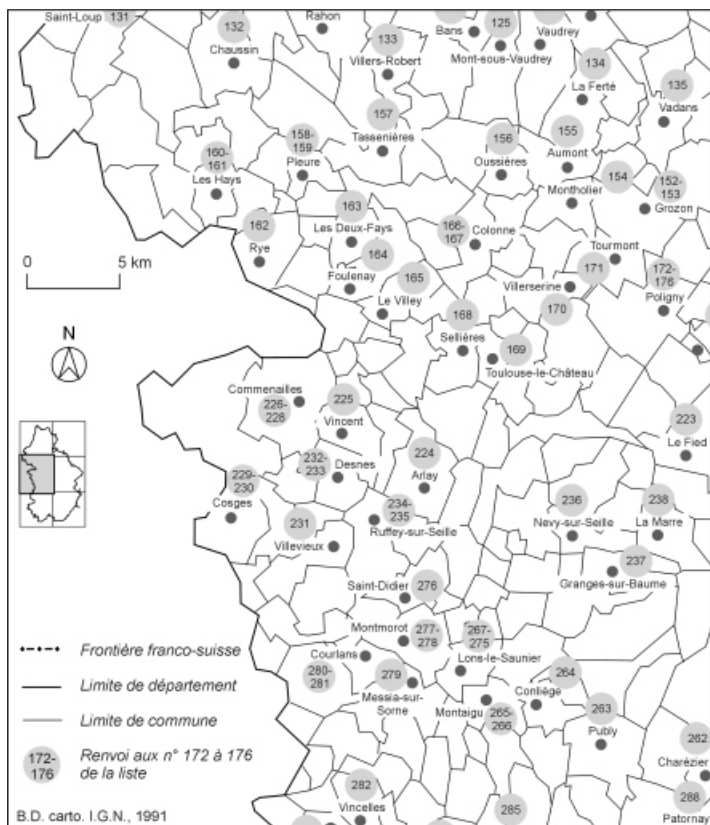 Saint-Loup
131
132
Chaussin
Rahon
133
Villers-Robert
Bans
125
Mont-sous-Vaudrey
Vaudrey
134
La Ferté
135
Vadans
157
Tassenières
158-
159
Pleure
160-
161
Les Hays
156
Oussières
155
Aumont
Montholier
154
152-
153
Grozon
162
Rye
163
Les Deux-Fays
164
Foulenay
165
Le Villey
166-
167
Colonne
Tourmont
171
Villerserine
170
172-
176
Poligny
168
Sellières
169
Toulouse-le-Château
0
5 km
N
Commenailles
226-
228
225
Vincent
223
Le Fied
224
Arlay
232-
233
Desnes
229-
230
Cosges
231
Villevieux
234-
235
Ruffey-sur-Seille
236
Nevy-sur-Seille
238
La Marre
237
Granges-sur-Baume
Saint-Didier
276
Montmorot
277-
278
267-
275
Lons-le-Saunier
Courlans
280-
281
279
Messia-sur-
Sorne
Montaigu
265-
266
Conliège
264
263
Publy
262
Charézier
288
Patornay
282
Vincelles
285
Frontière franco-suisse
Limite de département
Limite de commune
172-
176
Renvoi aux n° 172 à 176
de la liste
B.D. carto. I.G.N., 1991